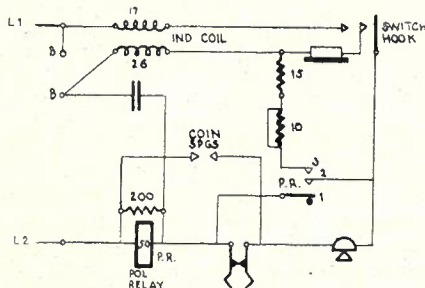 L1
17
IND COIL
SWITCH
HOOK
B
26
15
B
10
COIN
SPGS
3
2
P.R.
1
200
L2
50
P.R.
POL
RELAY